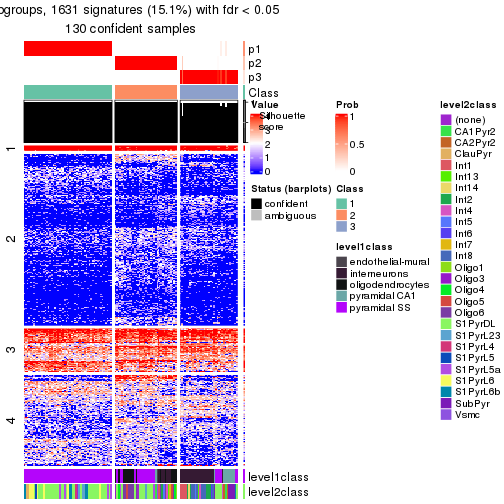 ogroups, 1631 signatures (15.1%) with fdr < 0.05
130 confident samples
p1
p2
p3
Class
1
2
3
4
level1class
level2class
Value
Silhouette
score
4
3
2
1
0
Status (barplots)
confident
ambiguous
Prob
1
0.5
0
Class
1
2
3
level1class
endothelial-mural
interneurons
oligodendrocytes
pyramidal CA1
pyramidal SS
level2class
(none)
CA1Pyr2
CA2Pyr2
ClauPyr
Int1
Int13
Int14
Int2
Int4
Int5
Int6
Int7
Int8
Oligo1
Oligo3
Oligo4
Oligo5
Oligo6
S1PyrDL
S1PyrL23
S1PyrL4
S1PyrL5
S1PyrL5a
S1PyrL6
S1PyrL6b
SubPyr
Vsmc